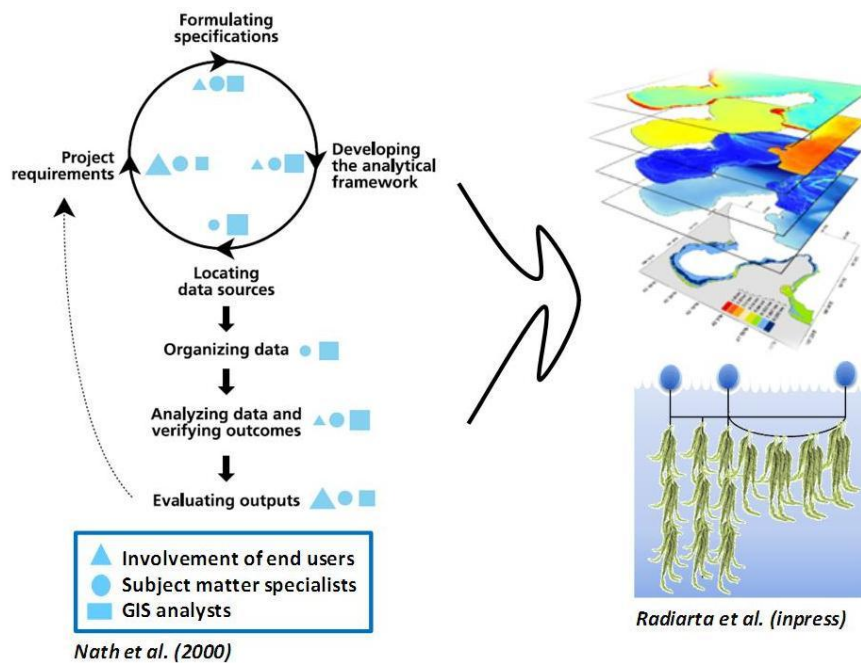 Formulating
specifications
Project
requirements
Developing
the analytical
framework
Locating
data sources
Organizing data
Analyzing data and
verifying outcomes
Evaluating outputs
Involvement of end users
Subject matter specialists
GIS analysts
Nath et al. (2000)
Radiarta et al. (inpress)